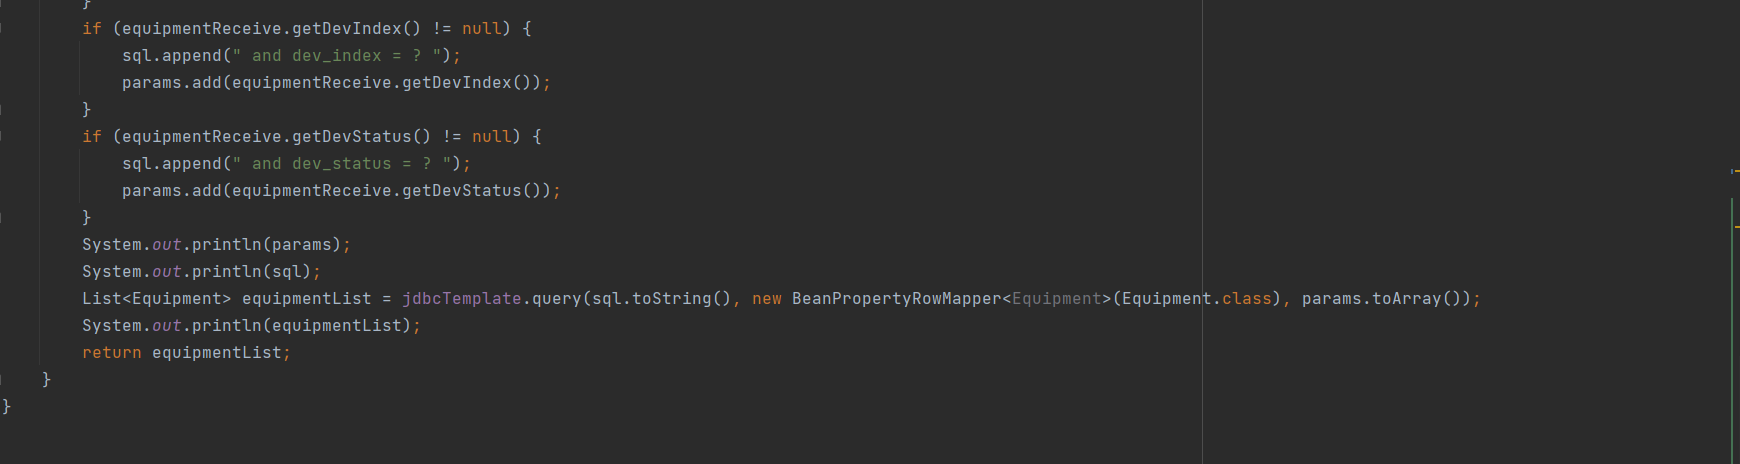 }
if (equipmentReceive.getDevIndex() != null) {
sql.append(" and dev_index = ? ");
params.add(equipmentReceive.getDevIndex());
}
if (equipmentReceive.getDevStatus() != null) {
sql.append(" and dev_status = ? ");
params.add(equipmentReceive.getDevStatus());
}
System.out.println(params);
System.out.println(sql);
List<Equipment> equipmentList = jdbcTemplate.query(sql.toString(), new BeanPropertyRowMapper<Equipment>(Equipment.class), params.toArray());
System.out.println(equipmentList);
return equipmentList;
}
}